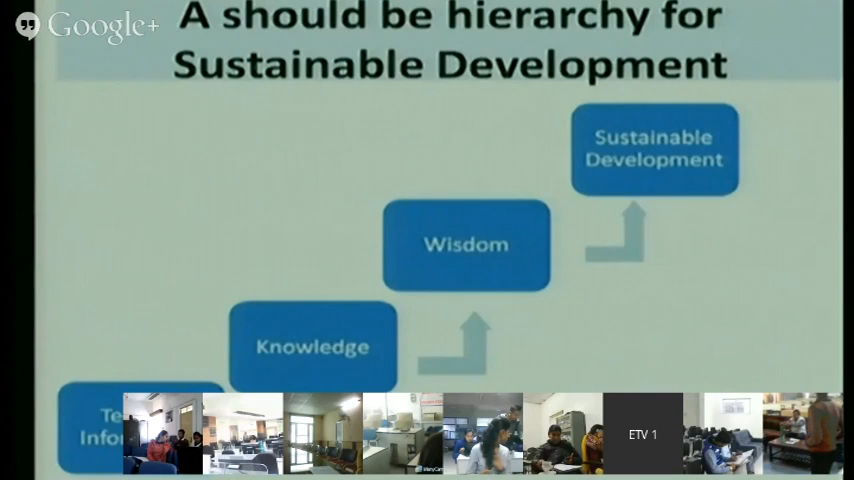 Google+
A should be hierarchy for
Sustainable Development
Sustainable
Development
Wisdom
Knowledge
ETV 1